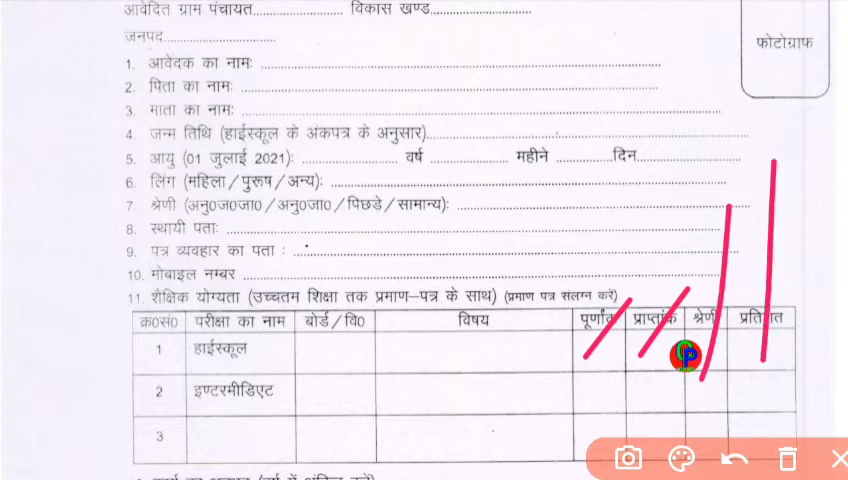 आवेदित ग्राम पंचायत.............................. विकास खण्ड..................................
जनपद......................................
फोटोग्राफ
1. आवेदक का नामः ..........................................................................
2. पिता का नामः ..........................................................................
3. माता का नामः ..........................................................................
4. जन्म तिथि (हाईस्कूल के अंकपत्र के अनुसार)..........................................................................
5. आयु (01 जुलाई 2021): ............................... वर्ष .......................... महीने ..................दिन..................................
6. लिंग (महिला/पुरूष/अन्य): ..........................................................................
7. श्रेणी (अनु0ज0जा0/अनु0जा0/पिछडे/सामान्य): ..........................................................................
8. स्थायी पताः ..........................................................................
9. पत्र व्यवहार का पता : ..........................................................................
10. मोबाइल नम्बर ..........................................................................
11. शैक्षिक योग्यता (उच्चतम शिक्षा तक प्रमाण–पत्र के साथ) (प्रमाण पत्र संलग्न करें)
क्र0सं0 परीक्षा का नाम बोर्ड/वि0 विषय पूर्णांक प्राप्तांक श्रेणी प्रतिशत
1 हाईस्कूल
CP
2 इण्टरमीडिएट
3